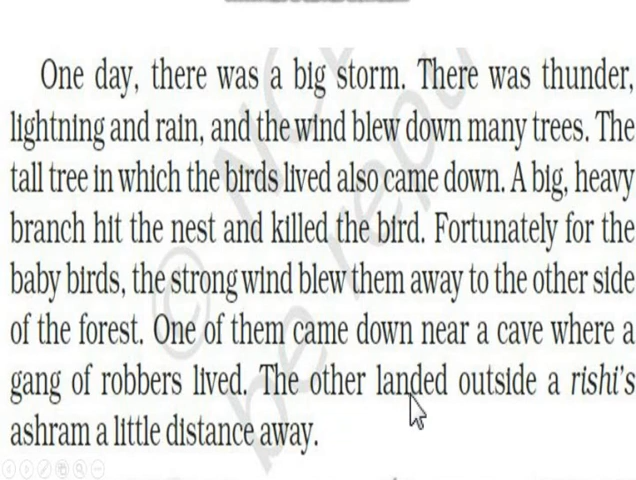 One day, there was a big storm. There was thunder,
lightning and rain, and the wind blew down many trees. The
tall tree in which the birds lived also came down. A big, heavy
branch hit the nest and killed the bird. Fortunately for the
baby birds, the strong wind blew them away to the other side
of the forest. One of them came down near a cave where a
gang of robbers lived. The other landed outside a rishi's
ashram a little distance away.